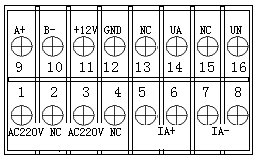 A+ B- +12V GND NC UA NC UN
9 10 11 12 13 14 15 16
1 2 3 4 5 6 7 8
AC220V NC AC220V NC IA+ IA-